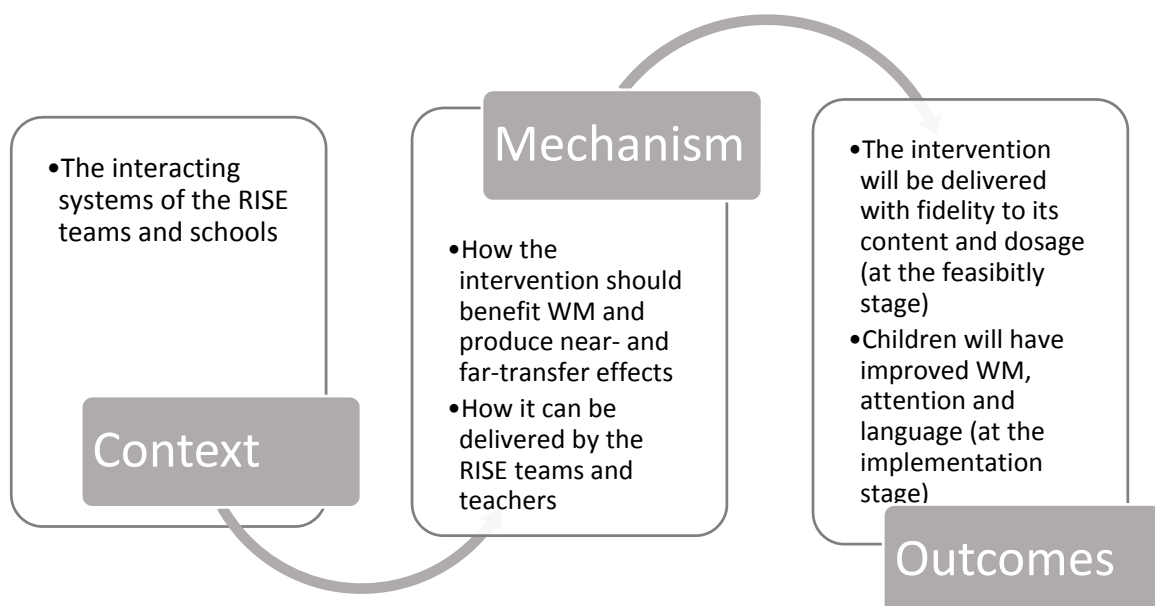 •The interacting
systems of the RISE
teams and schools
Context
Mechanism
•How the
intervention should
benefit WM and
produce near- and
far-transfer effects
•How it can be
delivered by the
RISE teams and
teachers
•The intervention
will be delivered
with fidelity to its
content and dosage
(at the feasibitly
stage)
•Children will have
improved WM,
attention and
language (at the
implementation
stage)
Outcomes